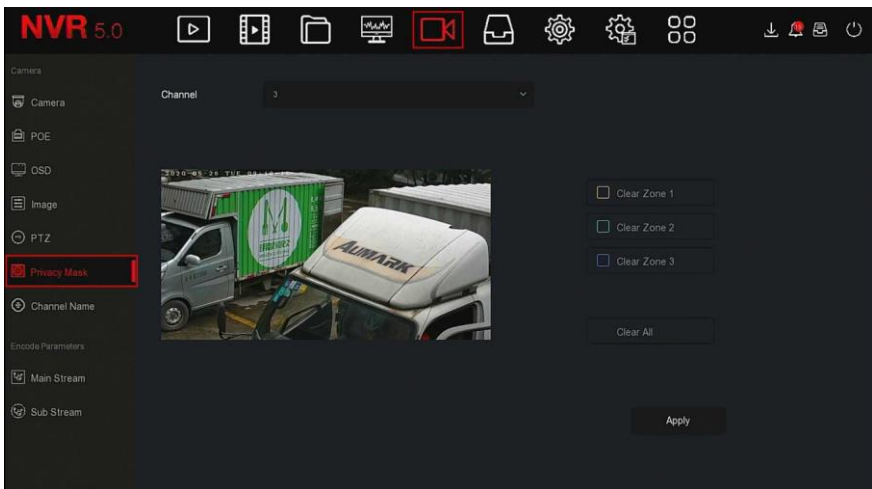 NVR 5.0
Camera
Camera
POE
OSD
Image
PTZ
Privacy Mask
Channel Name
Encode Parameters
Main Stream
Sub Stream
Channel 3
AUMARK
Clear Zone 1
Clear Zone 2
Clear Zone 3
Clear All
Apply